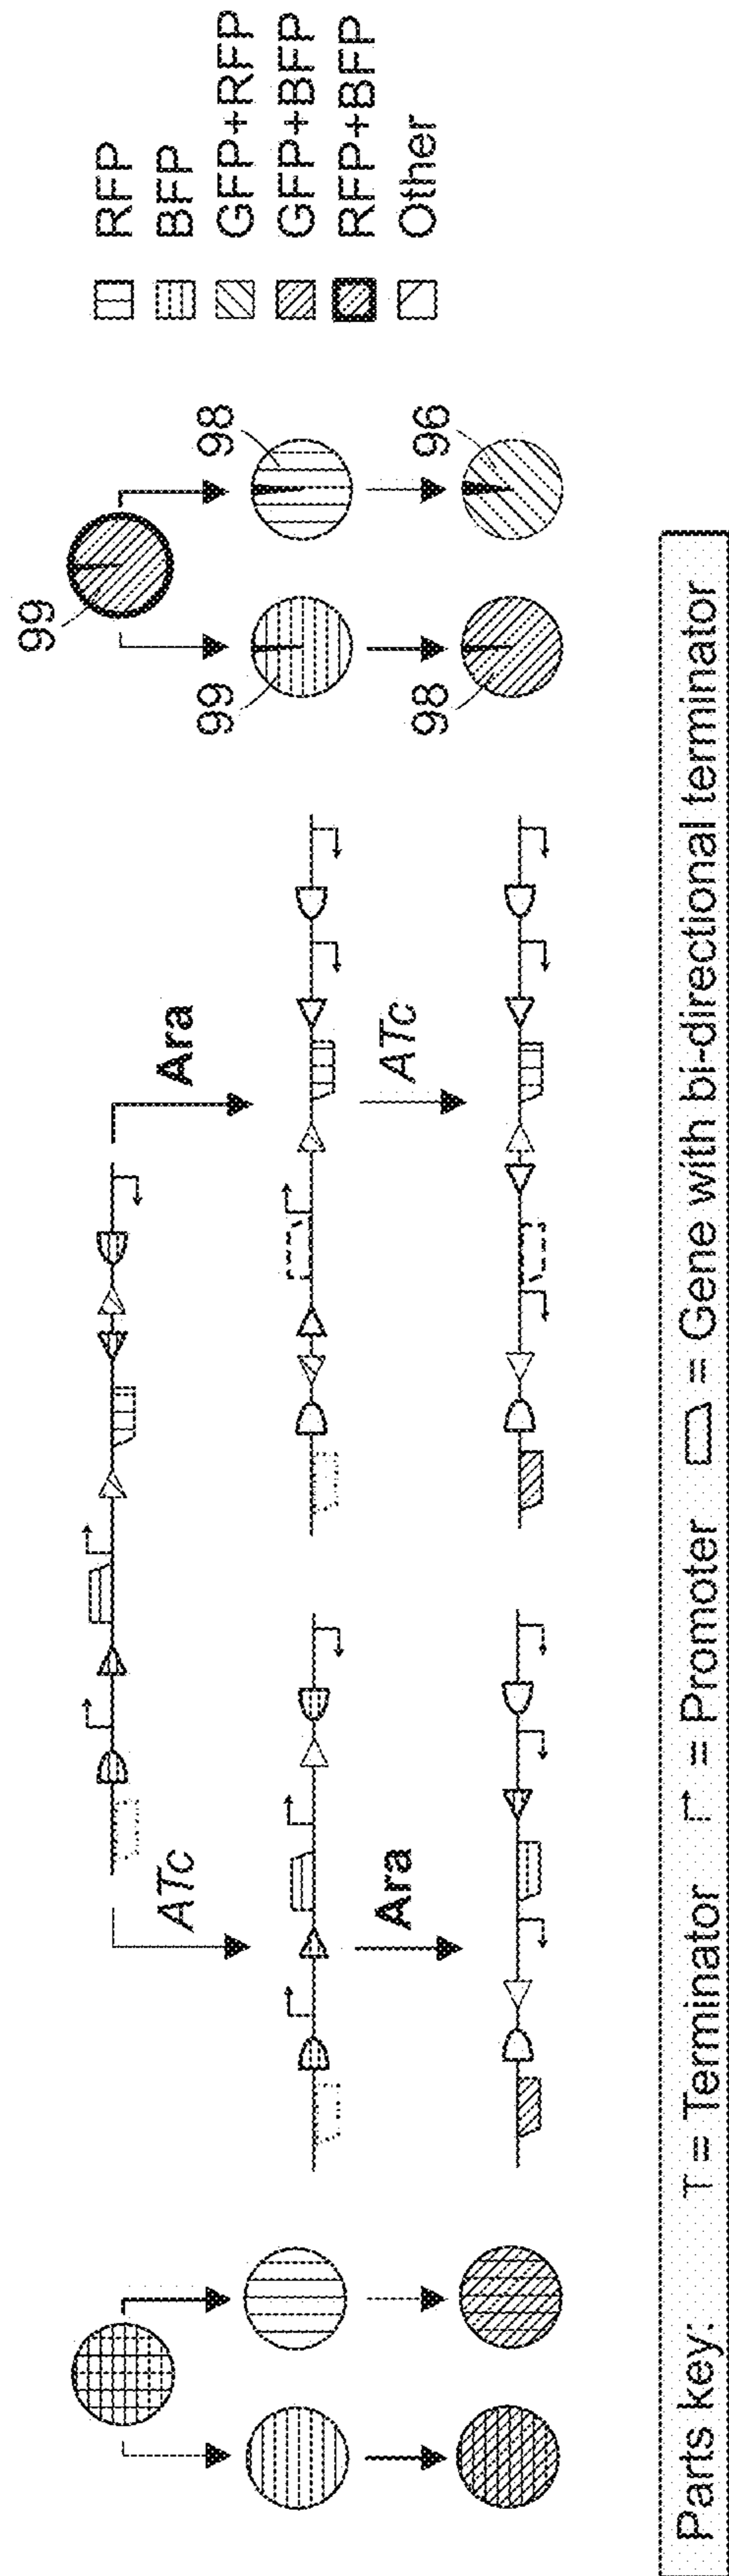 ATc
Ara
Ara
ATc
99
99
98
98
96
RFP
BFP
GFP+RFP
GFP+BFP
RFP+BFP
Other
Parts key: T = Terminator = Promoter = Gene with bi-directional terminator